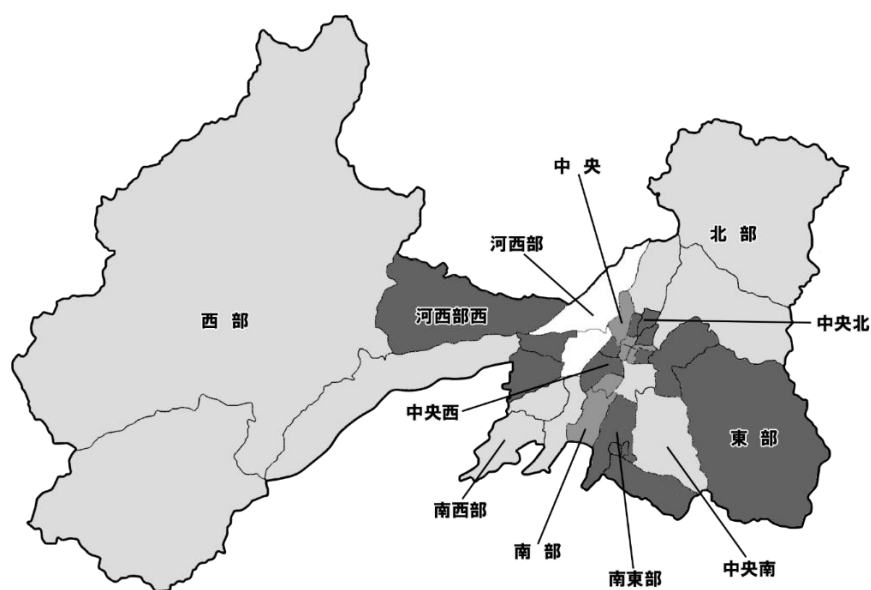 中 央
河西部
北 部
西 部
河西部西
中央北
中央西
東 部
南西部
南 部
南東部
中央南